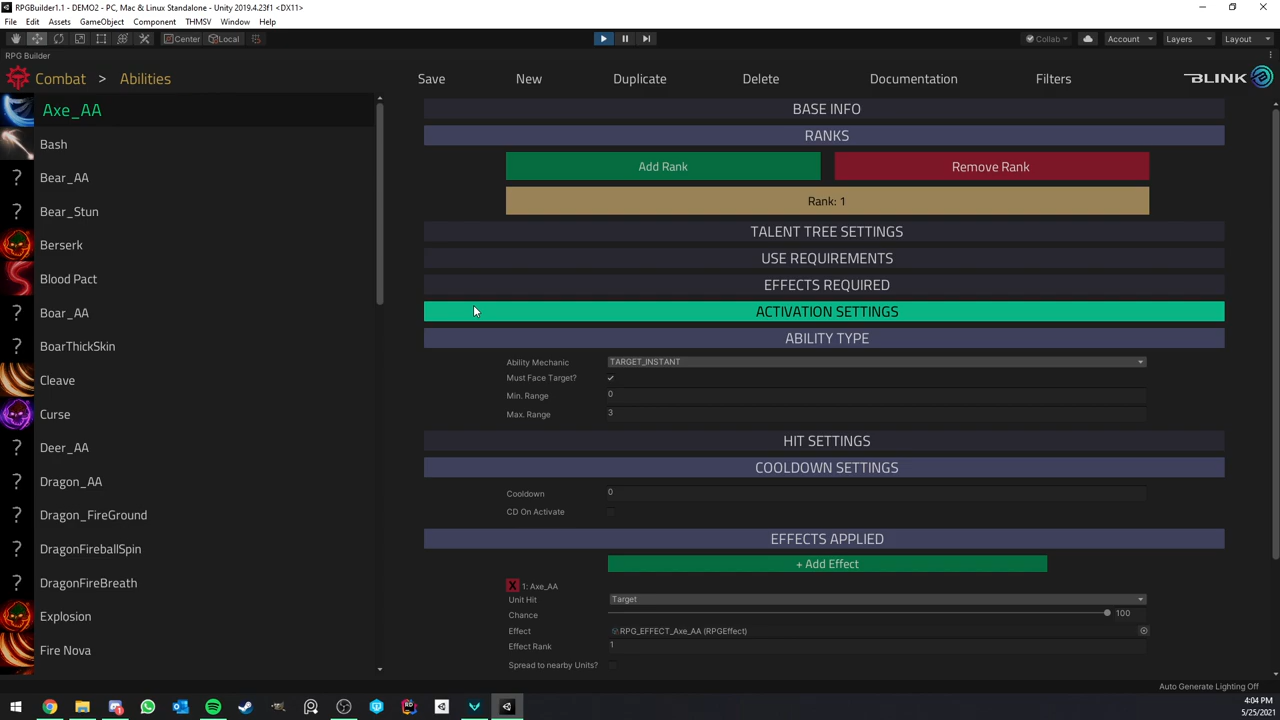 RPGBuilder1.1 - DEMO2 - PC, Mac & Linux Standalone - Unity 2019.4.23f1 <DX11>
File Edit Assets GameObject Component THMSV Window Help
Center Local Collab Account Layers Layout
RPG Builder
Combat > Abilities Save New Duplicate Delete Documentation Filters BLINK
Axe_AA
Bash
Bear_AA
Bear_Stun
Berserk
Blood Pact
Boar_AA
BoarThickSkin
Cleave
Curse
Deer_AA
Dragon_AA
Dragon_FireGround
DragonFireballSpin
DragonFireBreath
Explosion
Fire Nova
BASE INFO
RANKS
Add Rank Remove Rank
Rank: 1
TALENT TREE SETTINGS
USE REQUIREMENTS
EFFECTS REQUIRED
ACTIVATION SETTINGS
ABILITY TYPE
Ability Mechanic TARGET_INSTANT
Must Face Target?
Min. Range 0
Max. Range 3
HIT SETTINGS
COOLDOWN SETTINGS
Cooldown 0
CD On Activate
EFFECTS APPLIED
+ Add Effect
X 1: Axe_AA
Unit Hit Target
Chance 100
Effect RPG_EFFECT_Axe_AA (RPGEffect)
Effect Rank 1
Spread to nearby Units?
Auto Generate Lighting Off
4:04 PM
5/25/2021